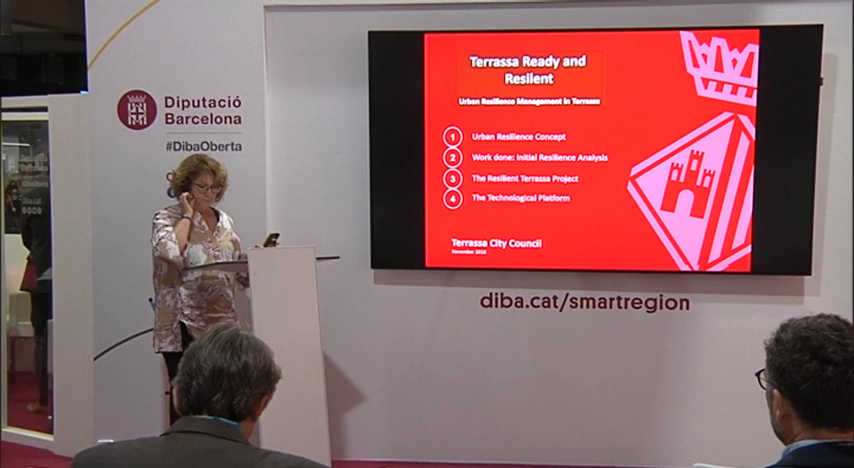 Diputació
Barcelona
#DibaOberta
Terrassa Ready and
Resilent
Urban Resilience Management in Terrassa
1 Urban Resilience Concept
2 Work done: Initial Resilience Analysis
3 The Resilient Terrassa Project
4 The Technological Platform
Terrassa City Council
diba.cat/smartregion